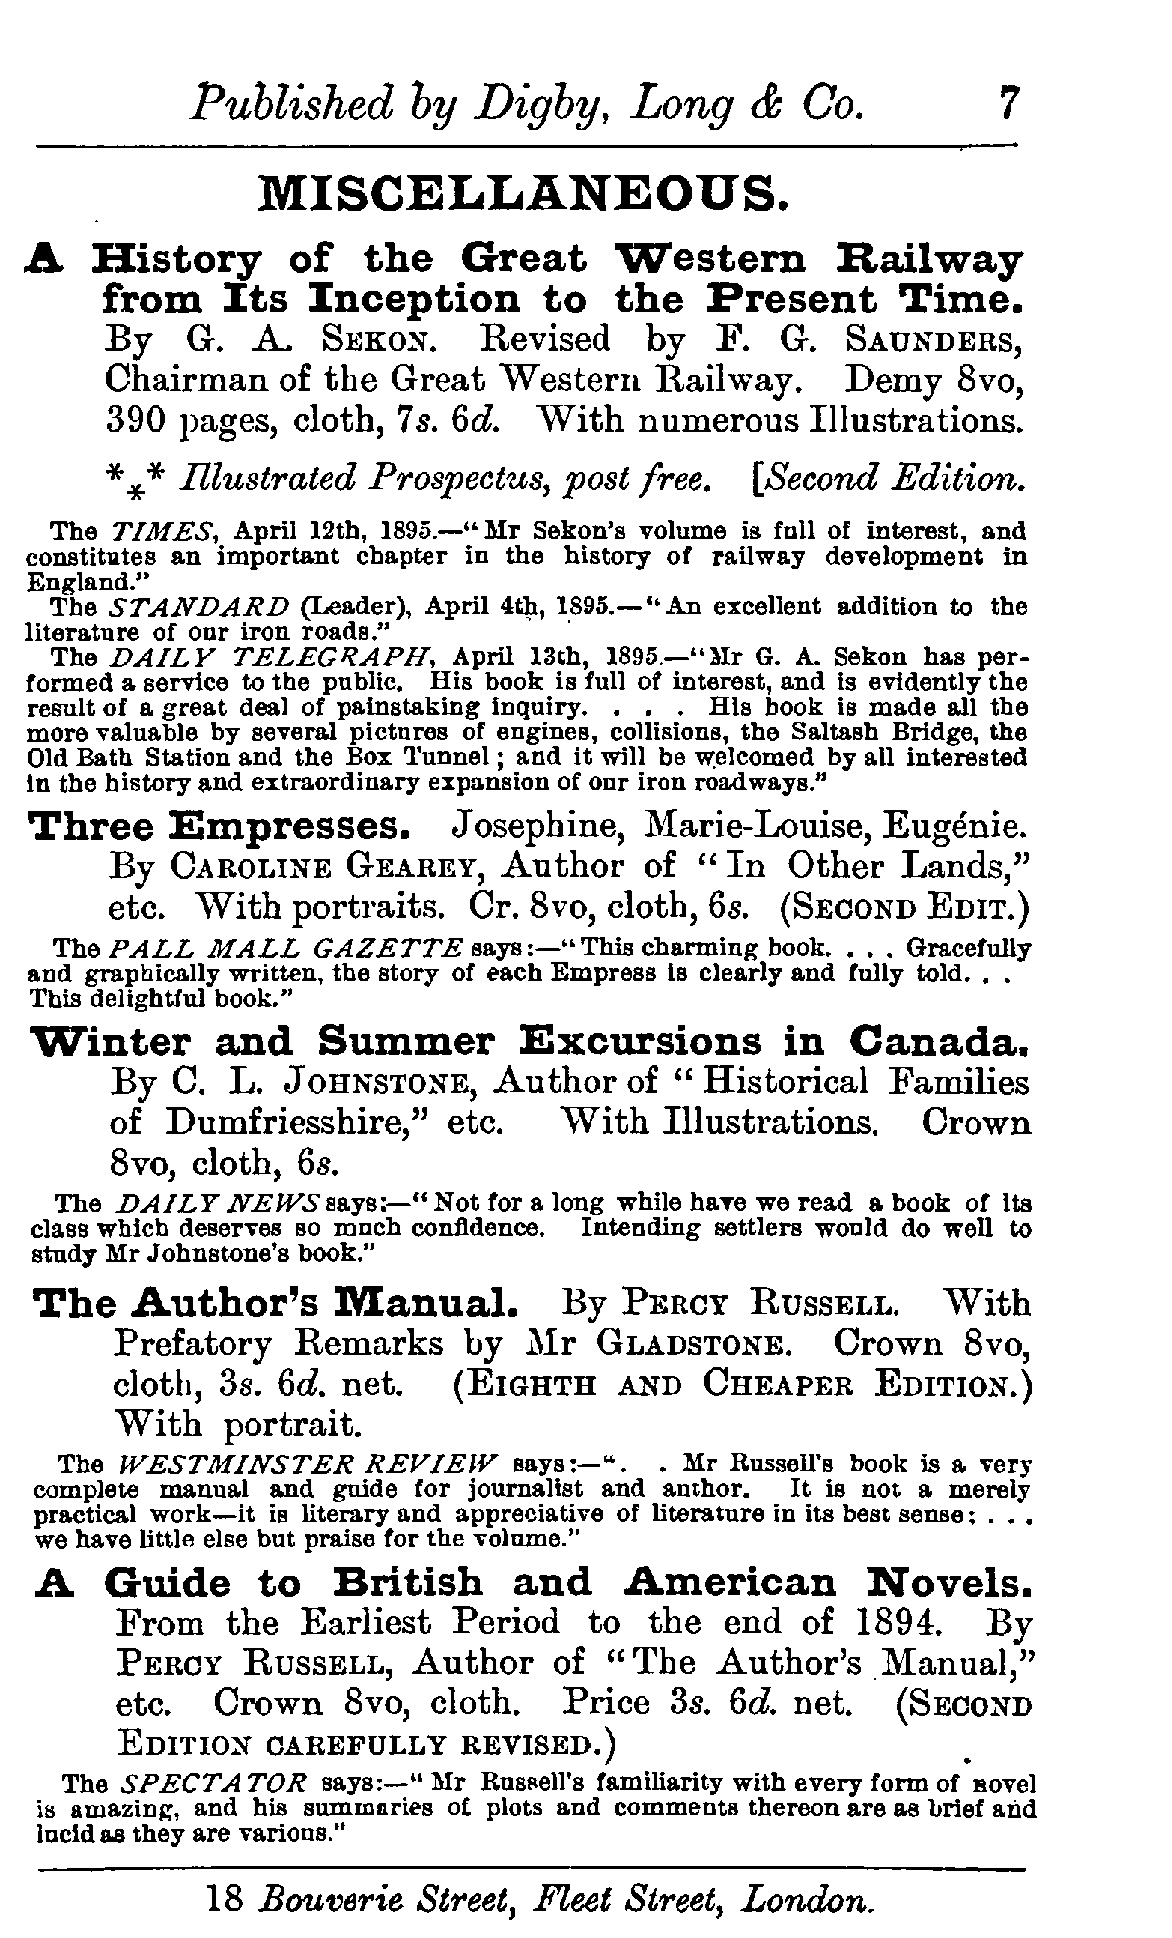 Published by Digby, Long & Co. 7
MISCELLANEOUS.
A History of the Great Western Railway
from Its Inception to the Present Time.
By G. A. SEKON. Revised by F. G. SAUNDERS,
Chairman of the Great Western Railway. Demy 8vo,
390 pages, cloth, 7s. 6d. With numerous Illustrations.
*** Illustrated Prospectus, post free. [Second Edition.
The TIMES, April 12th, 1895.—"Mr Sekon's volume is full of interest, and
constitutes an important chapter in the history of railway development in
England."
The STANDARD (Leader), April 4th, 1895.—"An excellent addition to the
literature of our iron roads."
The DAILY TELEGRAPH, April 13th, 1895.—"Mr G. A. Sekon has per-
formed a service to the public. His book is full of interest, and is evidently the
result of a great deal of painstaking inquiry. . . . His book is made all the
more valuable by several pictures of engines, collisions, the Saltash Bridge, the
Old Bath Station and the Box Tunnel; and it will be welcomed by all interested
in the history and extraordinary expansion of our iron roadways."
Three Empresses. Josephine, Marie-Louise, Eugénie.
By CAROLINE GEAREY, Author of "In Other Lands,"
etc. With portraits. Cr. 8vo, cloth, 6s. (SECOND EDIT.)
The PALL MALL GAZETTE says:—"This charming book. . . . Gracefully
and graphically written, the story of each Empress is clearly and fully told. . .
This delightful book."
Winter and Summer Excursions in Canada.
By C. L. JOHNSTONE, Author of "Historical Families
of Dumfriesshire," etc. With Illustrations. Crown
8vo, cloth, 6s.
The DAILY NEWS says:—"Not for a long while have we read a book of its
class which deserves so much confidence. Intending settlers would do well to
study Mr Johnstone's book."
The Author's Manual. By PERCY RUSSELL. With
Prefatory Remarks by Mr GLADSTONE. Crown 8vo,
cloth, 3s. 6d. net. (EIGHTH AND CHEAPER EDITION.)
With portrait.
The WESTMINSTER REVIEW says:—". . Mr Russell's book is a very
complete manual and guide for journalist and author. It is not a merely
practical work—it is literary and appreciative of literature in its best sense; . . .
we have little else but praise for the volume."
A Guide to British and American Novels.
From the Earliest Period to the end of 1894. By
PERCY RUSSELL, Author of "The Author's Manual,"
etc. Crown 8vo, cloth. Price 3s. 6d. net. (SECOND
EDITION CAREFULLY REVISED.)
The SPECTATOR says:—"Mr Russell's familiarity with every form of novel
is amazing, and his summaries of plots and comments thereon are as brief and
lucid as they are various."
18 Bouverie Street, Fleet Street, London.